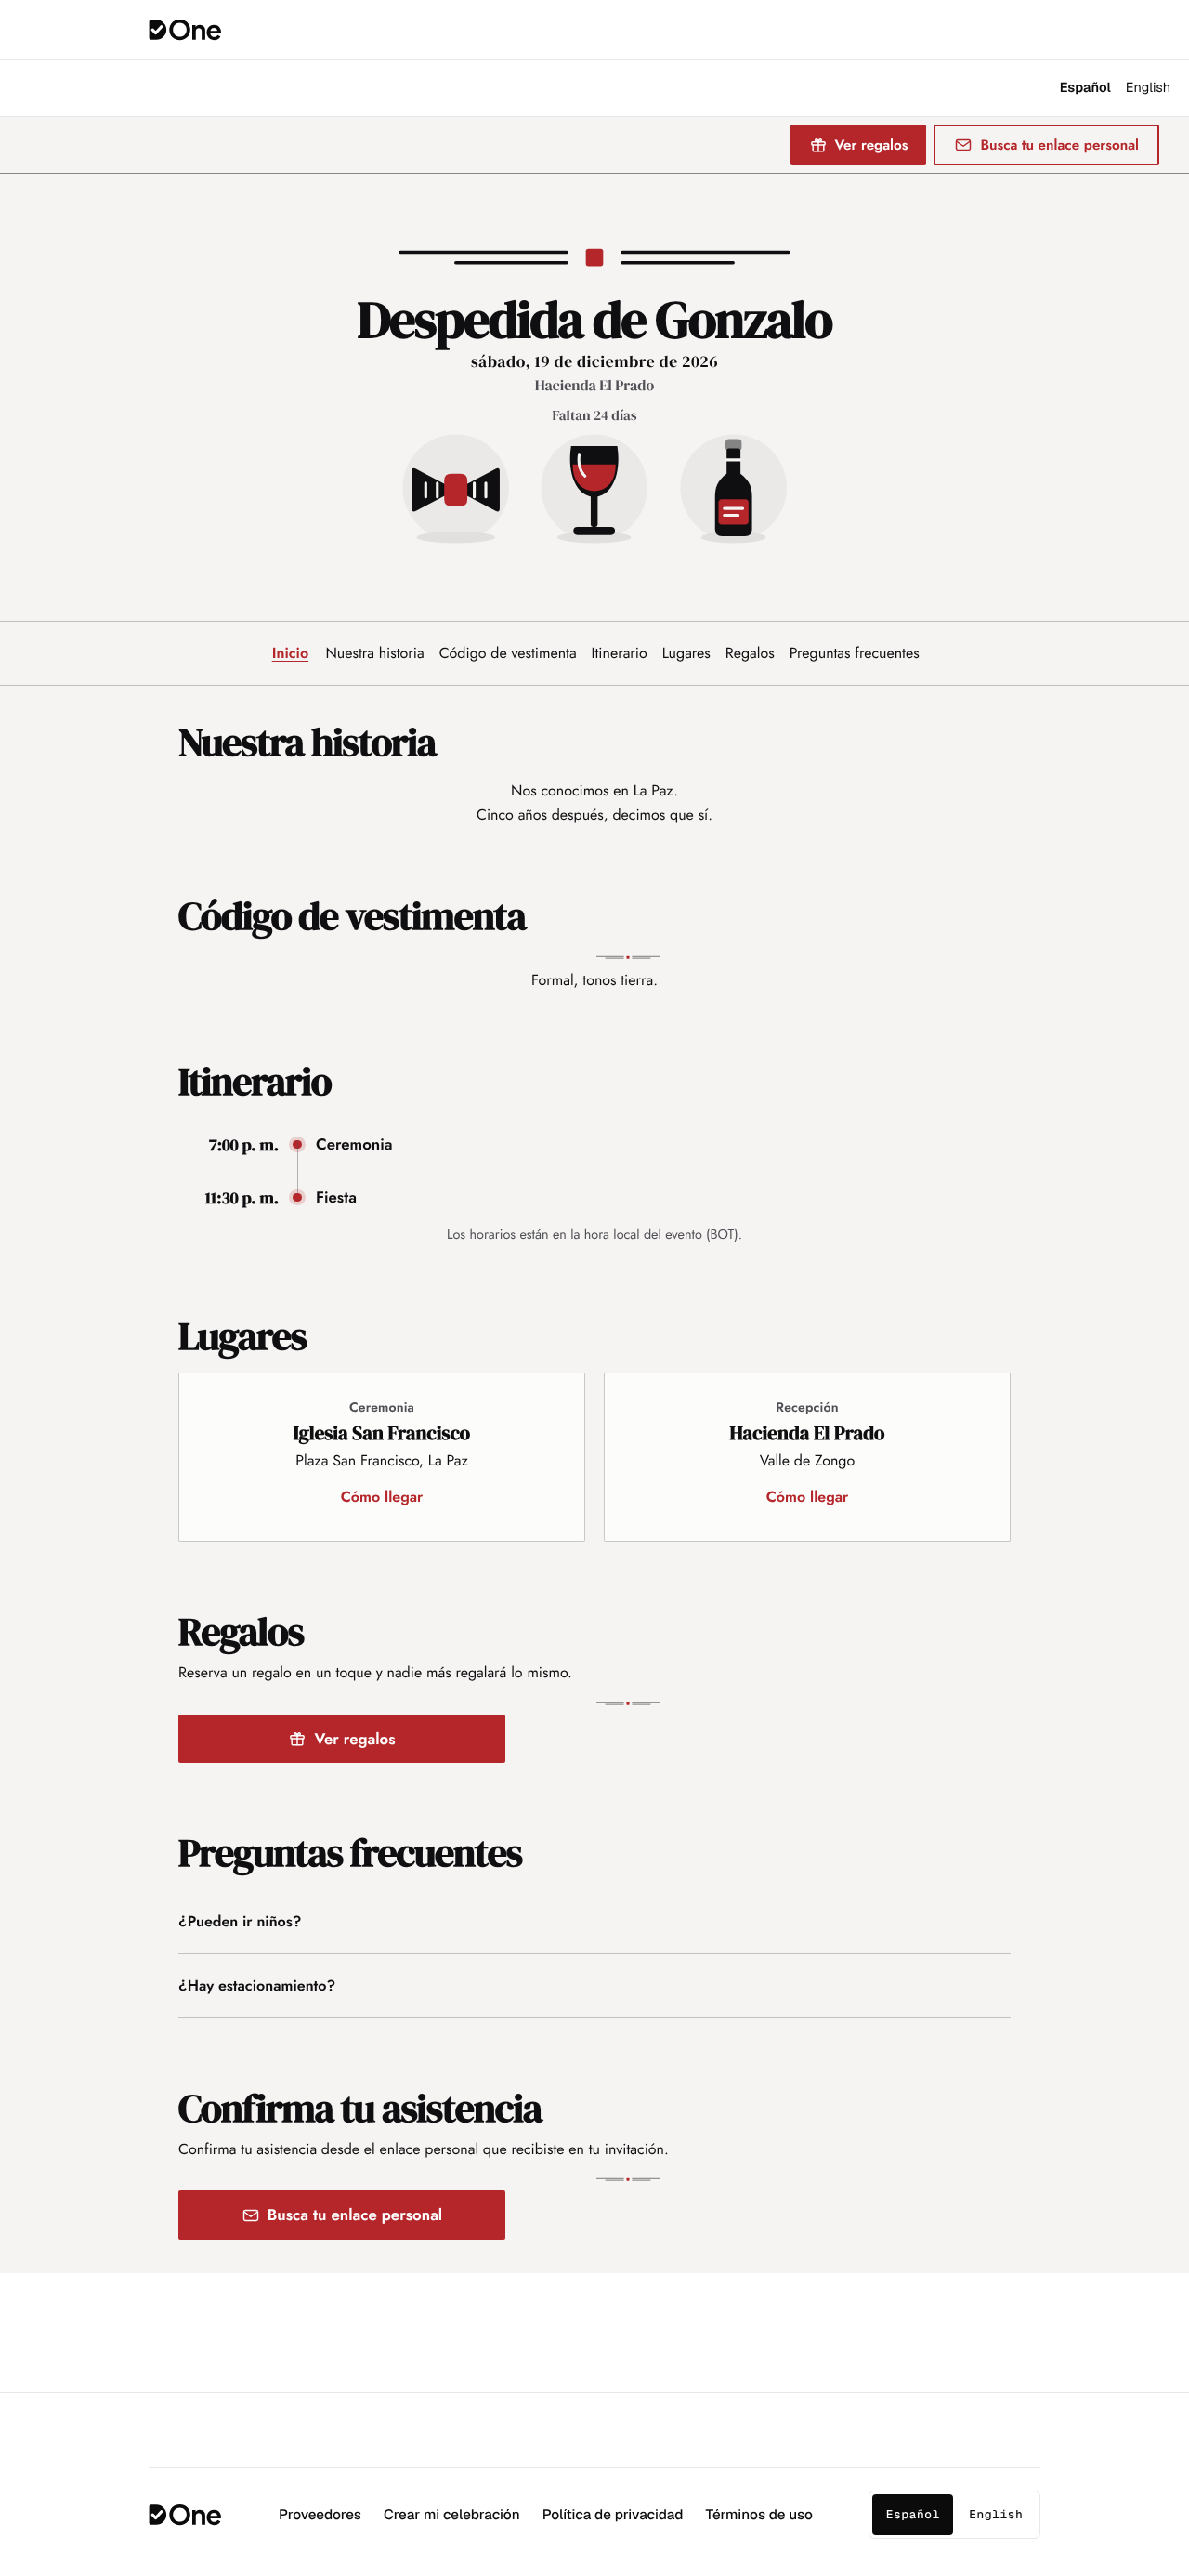 One
Español English
Ver regalos Busca tu enlace personal
Despedida de Gonzalo
sábado, 19 de diciembre de 2026
Hacienda El Prado
Faltan 24 días
Inicio Nuestra historia Código de vestimenta Itinerario Lugares Regalos Preguntas frecuentes
Nuestra historia
Nos conocimos en La Paz.
Cinco años después, decimos que sí.
Código de vestimenta
Formal, tonos tierra.
Itinerario
7:00 p. m. Ceremonia
11:30 p. m. Fiesta
Los horarios están en la hora local del evento (BOT).
Lugares
Ceremonia
Iglesia San Francisco
Plaza San Francisco, La Paz
Cómo llegar
Recepción
Hacienda El Prado
Valle de Zongo
Cómo llegar
Regalos
Reserva un regalo en un toque y nadie más regalará lo mismo.
Ver regalos
Preguntas frecuentes
¿Pueden ir niños?
¿Hay estacionamiento?
Confirma tu asistencia
Confirma tu asistencia desde el enlace personal que recibiste en tu invitación.
Busca tu enlace personal
One Proveedores Crear mi celebración Política de privacidad Términos de uso Español English